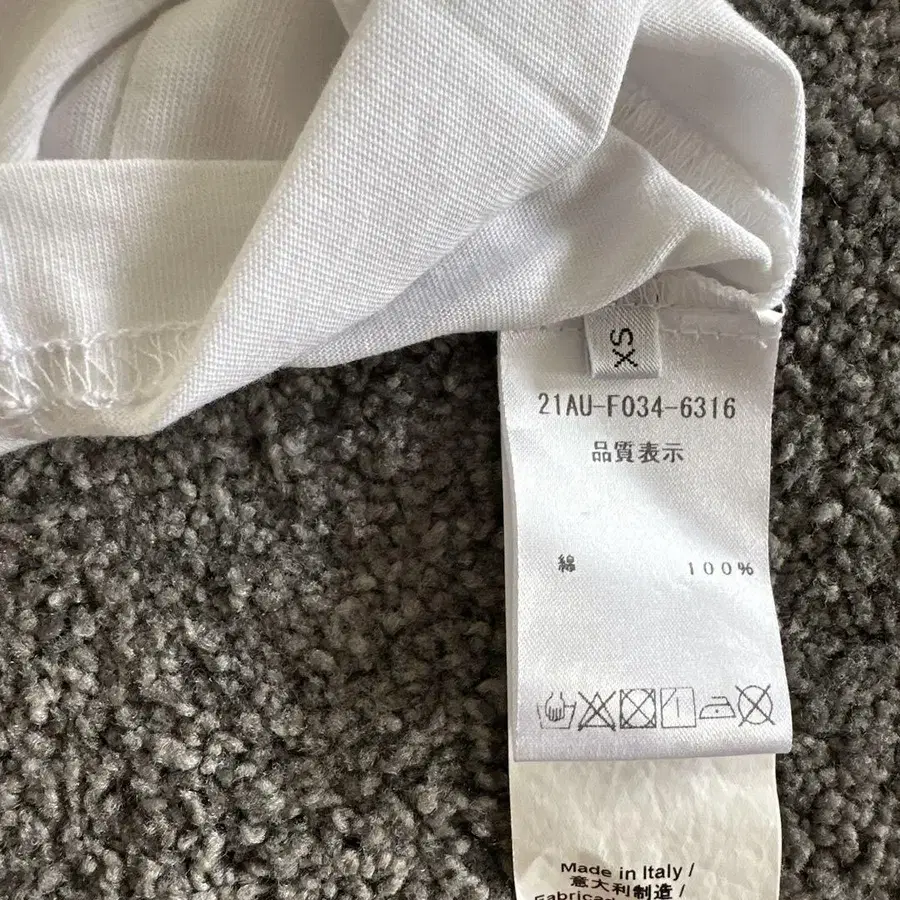 XS
21AU-F034-6316
品質表示
綿 100%
Made in Italy /
意大利制造 /